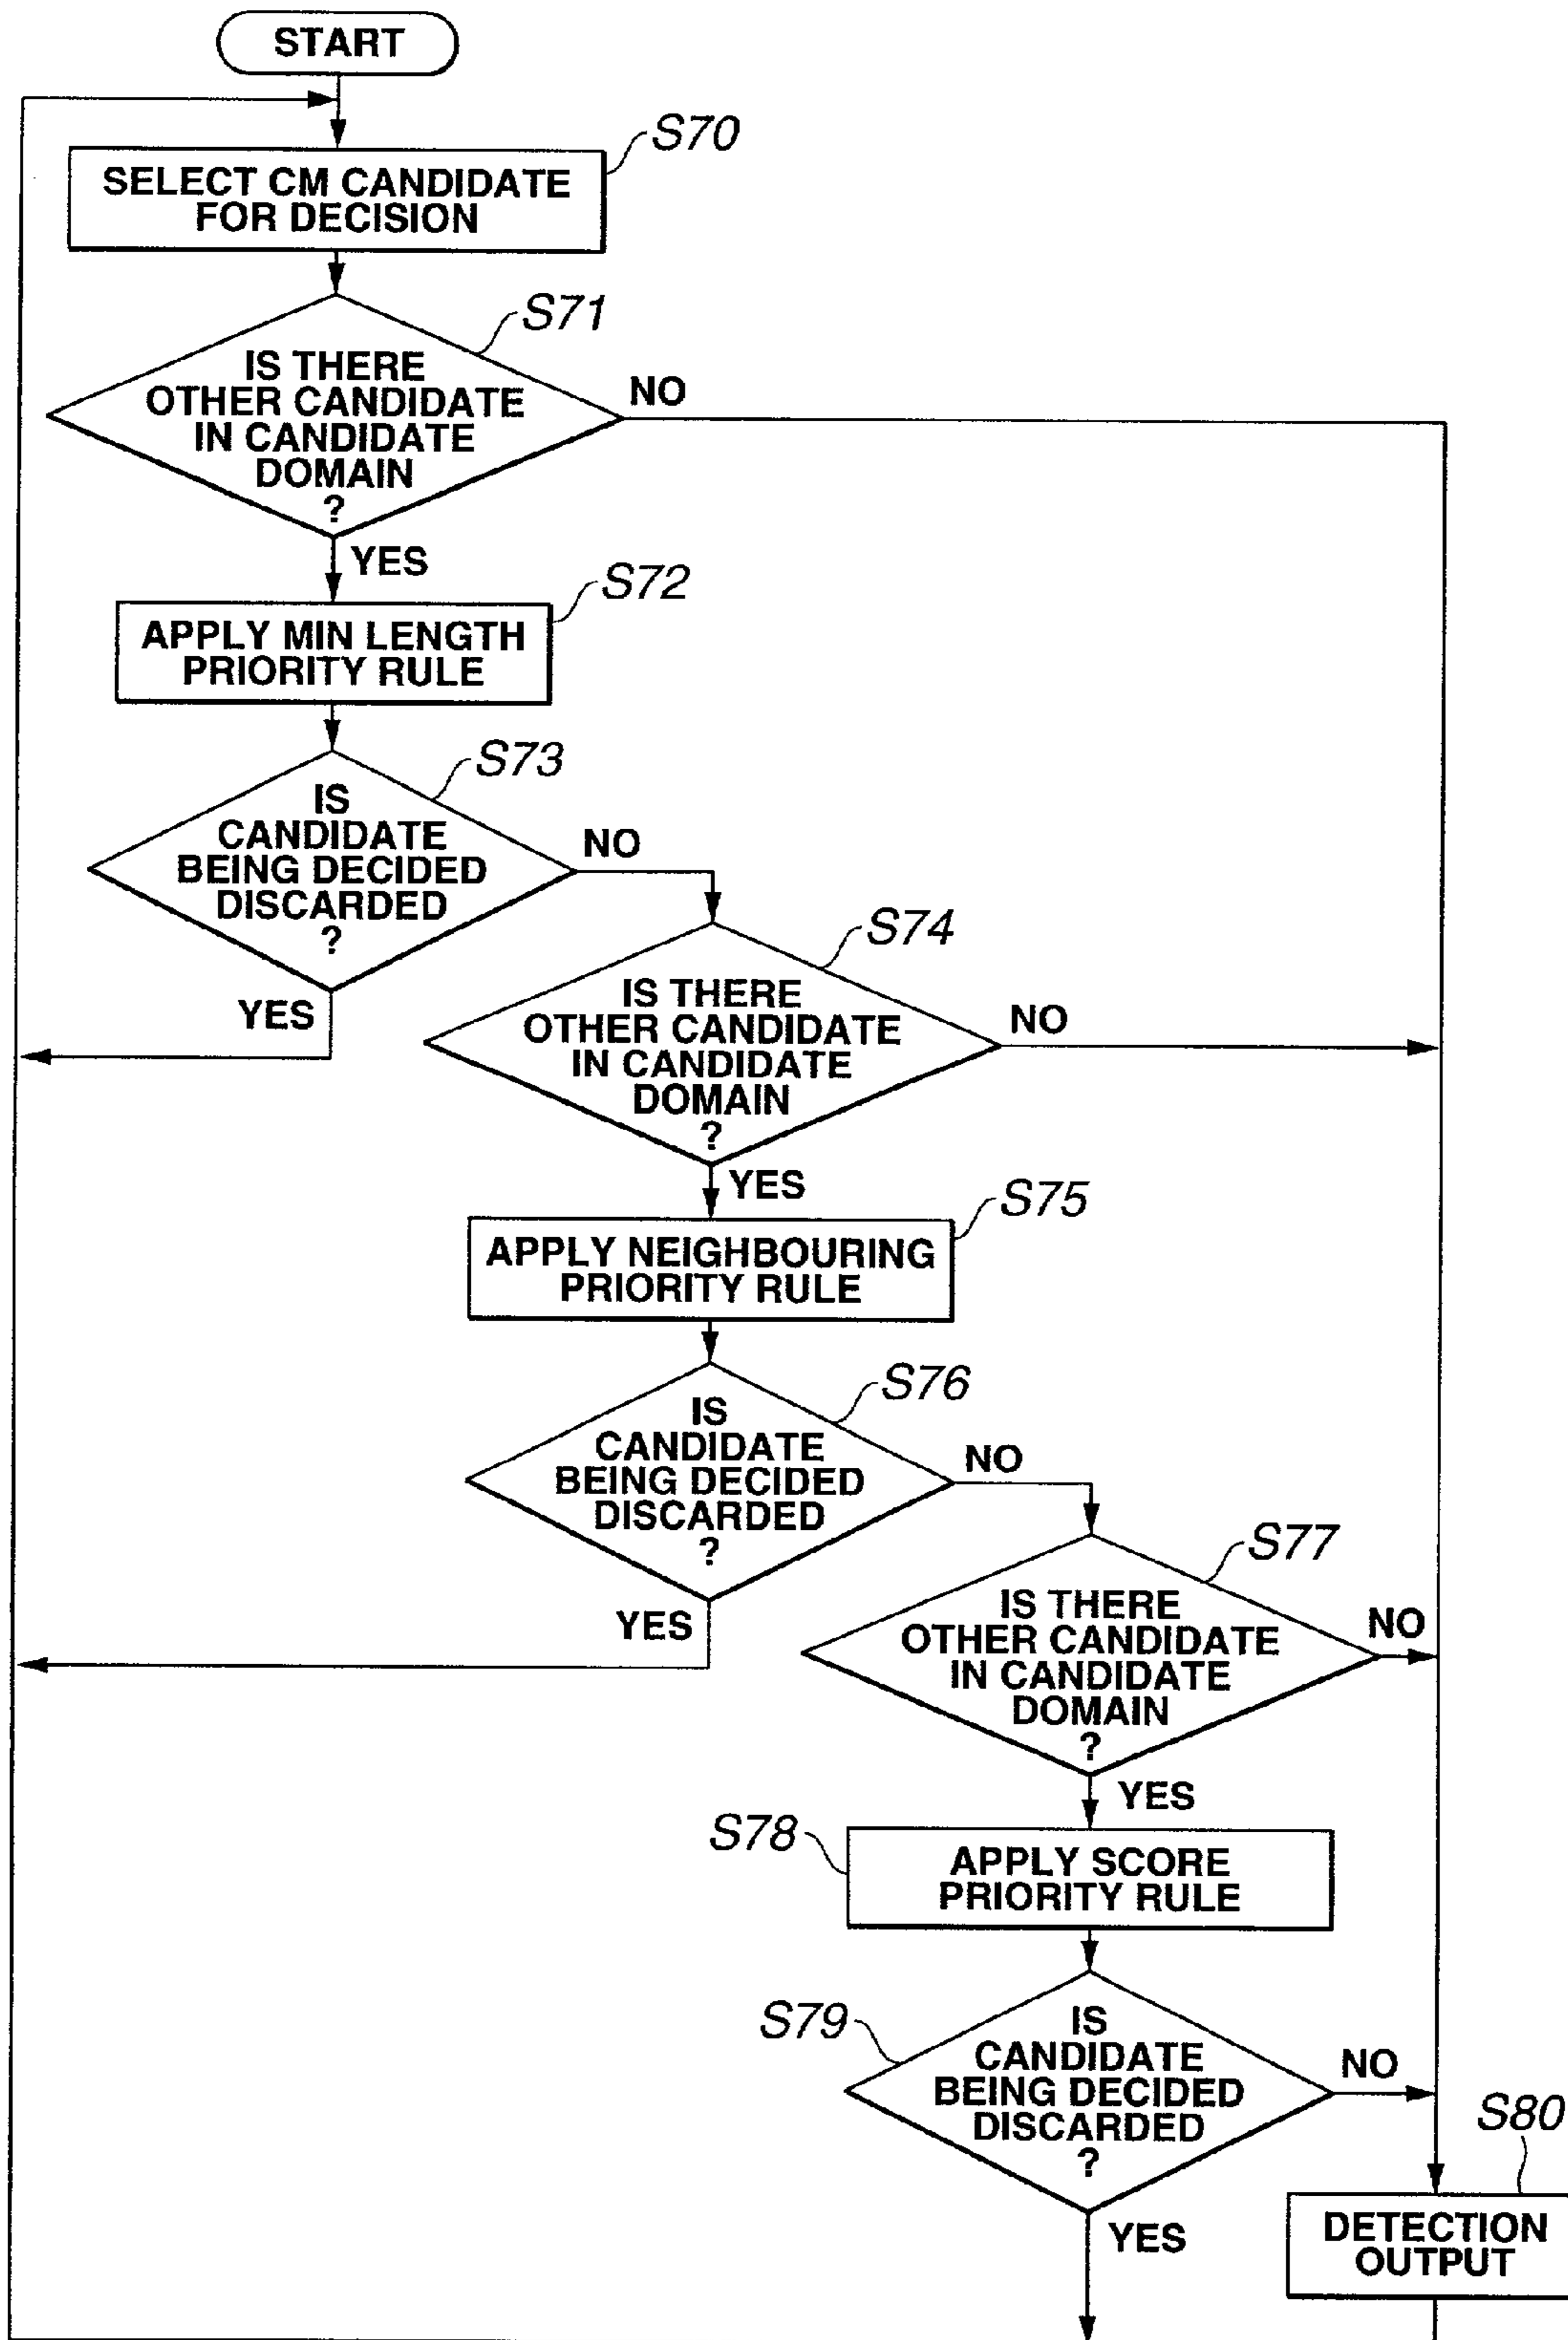 START
S70
SELECT CM CANDIDATE
FOR DECISION
S71
IS THERE
OTHER CANDIDATE
IN CANDIDATE
DOMAIN
?
NO
YES
S72
APPLY MIN LENGTH
PRIORITY RULE
S73
IS
CANDIDATE
BEING DECIDED
DISCARDED
?
NO
YES
S74
IS THERE
OTHER CANDIDATE
IN CANDIDATE
DOMAIN
?
NO
YES
S75
APPLY NEIGHBOURING
PRIORITY RULE
S76
IS
CANDIDATE
BEING DECIDED
DISCARDED
?
NO
YES
S77
IS THERE
OTHER CANDIDATE
IN CANDIDATE
DOMAIN
?
NO
YES
S78
APPLY SCORE
PRIORITY RULE
S79
IS
CANDIDATE
BEING DECIDED
DISCARDED
?
NO
YES
S80
DETECTION
OUTPUT